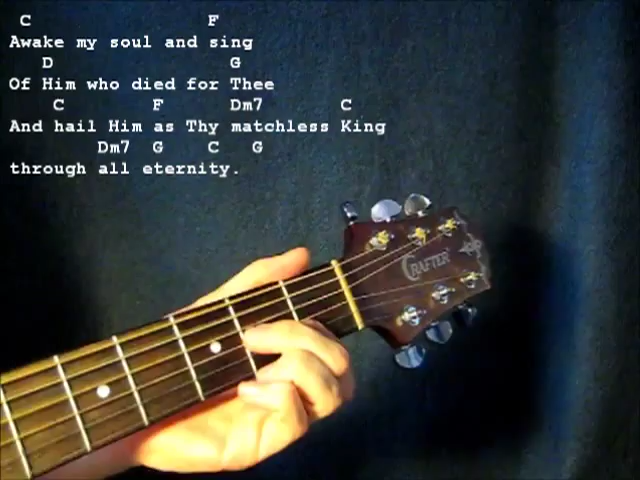 C F
Awake my soul and sing
D G
Of Him who died for Thee
C F Dm7 C
And hail Him as Thy matchless King
Dm7 G C G
through all eternity.
CRAFTER